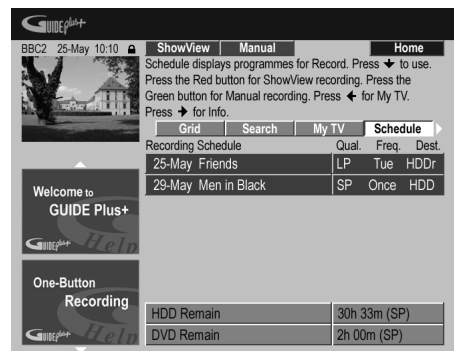 GUIDE Plus+
BBC2 25-May 10:10
ShowView Manual Home
Schedule displays programmes for Record. Press ↓ to use.
Press the Red button for ShowView recording. Press the
Green button for Manual recording. Press ← for My TV.
Press → for Info.
Grid Search My TV Schedule
Recording Schedule Qual. Freq. Dest.
25-May Friends LP Tue HDDr
29-May Men in Black SP Once HDD
Welcome to
GUIDE Plus+
GUIDE Plus+ Help
One-Button
Recording
GUIDE Plus+ Help
HDD Remain 30h 33m (SP)
DVD Remain 2h 00m (SP)